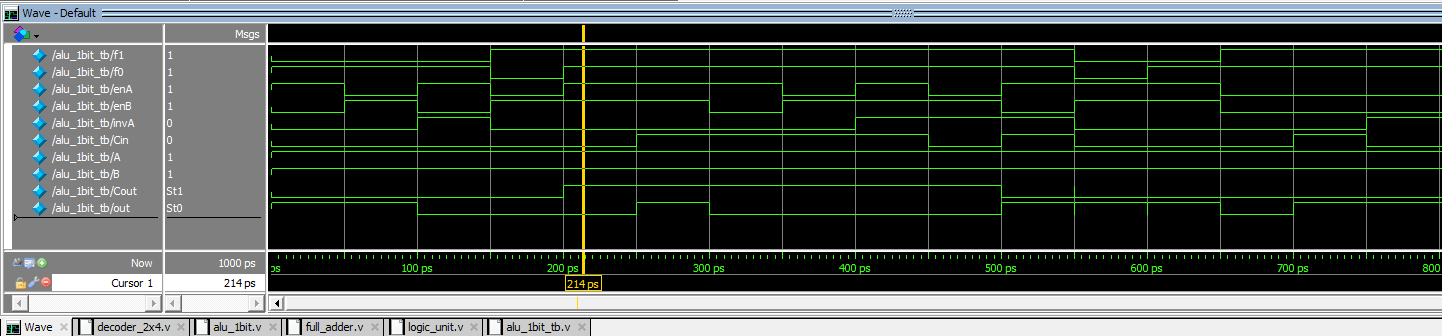 Wave - Default
Msgs
/alu_1bit_tb/f1 1
/alu_1bit_tb/f0 1
/alu_1bit_tb/enA 1
/alu_1bit_tb/enB 1
/alu_1bit_tb/invA 0
/alu_1bit_tb/Cin 0
/alu_1bit_tb/A 1
/alu_1bit_tb/B 1
/alu_1bit_tb/Cout St1
/alu_1bit_tb/out St0
Now 1000 ps ps 100 ps 200 ps 300 ps 400 ps 500 ps 600 ps 700 ps 800
Cursor 1 214 ps 214 ps
Wave decoder_2x4.v alu_1bit.v full_adder.v logic_unit.v alu_1bit_tb.v